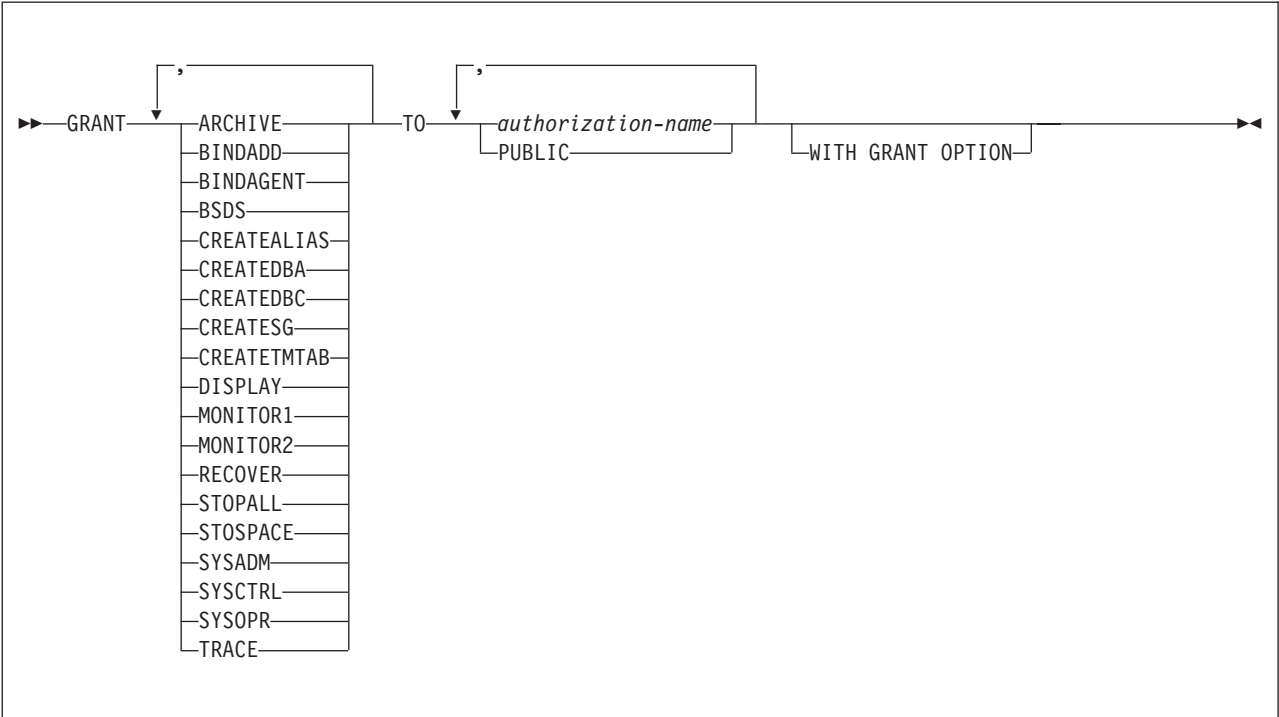 , ,
GRANT ARCHIVE TO authorization-name
BINDADD PUBLIC WITH GRANT OPTION
BINDAGENT
BSDS
CREATEALIAS
CREATEDBA
CREATEDBC
CREATESG
CREATETMTAB
DISPLAY
MONITOR1
MONITOR2
RECOVER
STOPALL
STOSPACE
SYSADM
SYSCTRL
SYSOPR
TRACE